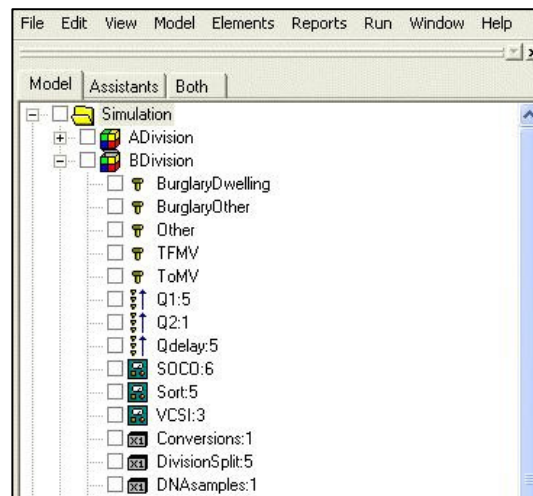 File Edit View Model Elements Reports Run Window Help
Model Assistants Both
Simulation
ADivision
BDivision
BurglaryDwelling
BurglaryOther
Other
TFMV
ToMV
Q1:5
Q2:1
Qdelay:5
SOCO:6
Sort:5
VCSI:3
Conversions:1
DivisionSplit:5
DNAsamples:1